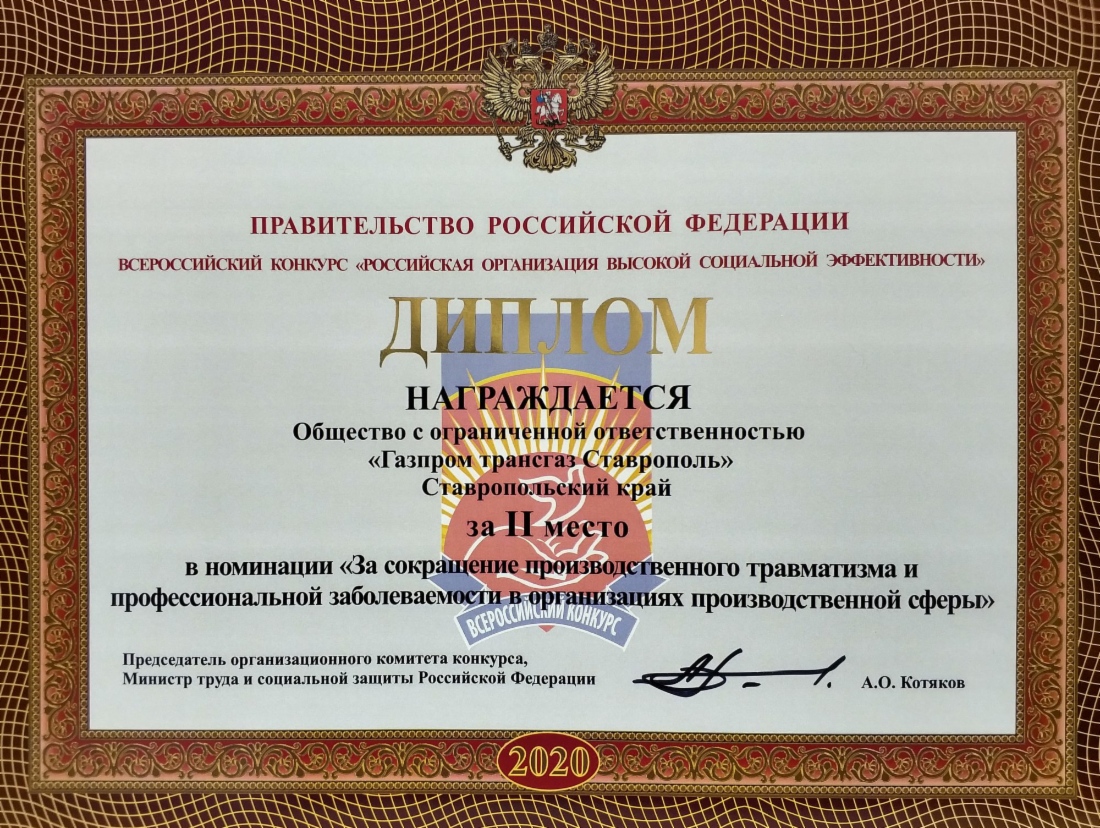 ПРАВИТЕЛЬСТВО РОССИЙСКОЙ ФЕДЕРАЦИИ
ВСЕРОССИЙСКИЙ КОНКУРС «РОССИЙСКАЯ ОРГАНИЗАЦИЯ ВЫСОКОЙ СОЦИАЛЬНОЙ ЭФФЕКТИВНОСТИ»
ДИПЛОМ
НАГРАЖДАЕТСЯ
Общество с ограниченной ответственностью
«Газпром трансгаз Ставрополь»
Ставропольский край
за II место
в номинации «За сокращение производственного травматизма и
профессиональной заболеваемости в организациях производственной сферы»
ВСЕРОССИЙСКИЙ КОНКУРС
Председатель организационного комитета конкурса,
Министр труда и социальной защиты Российской Федерации
А.О. Котяков
2020